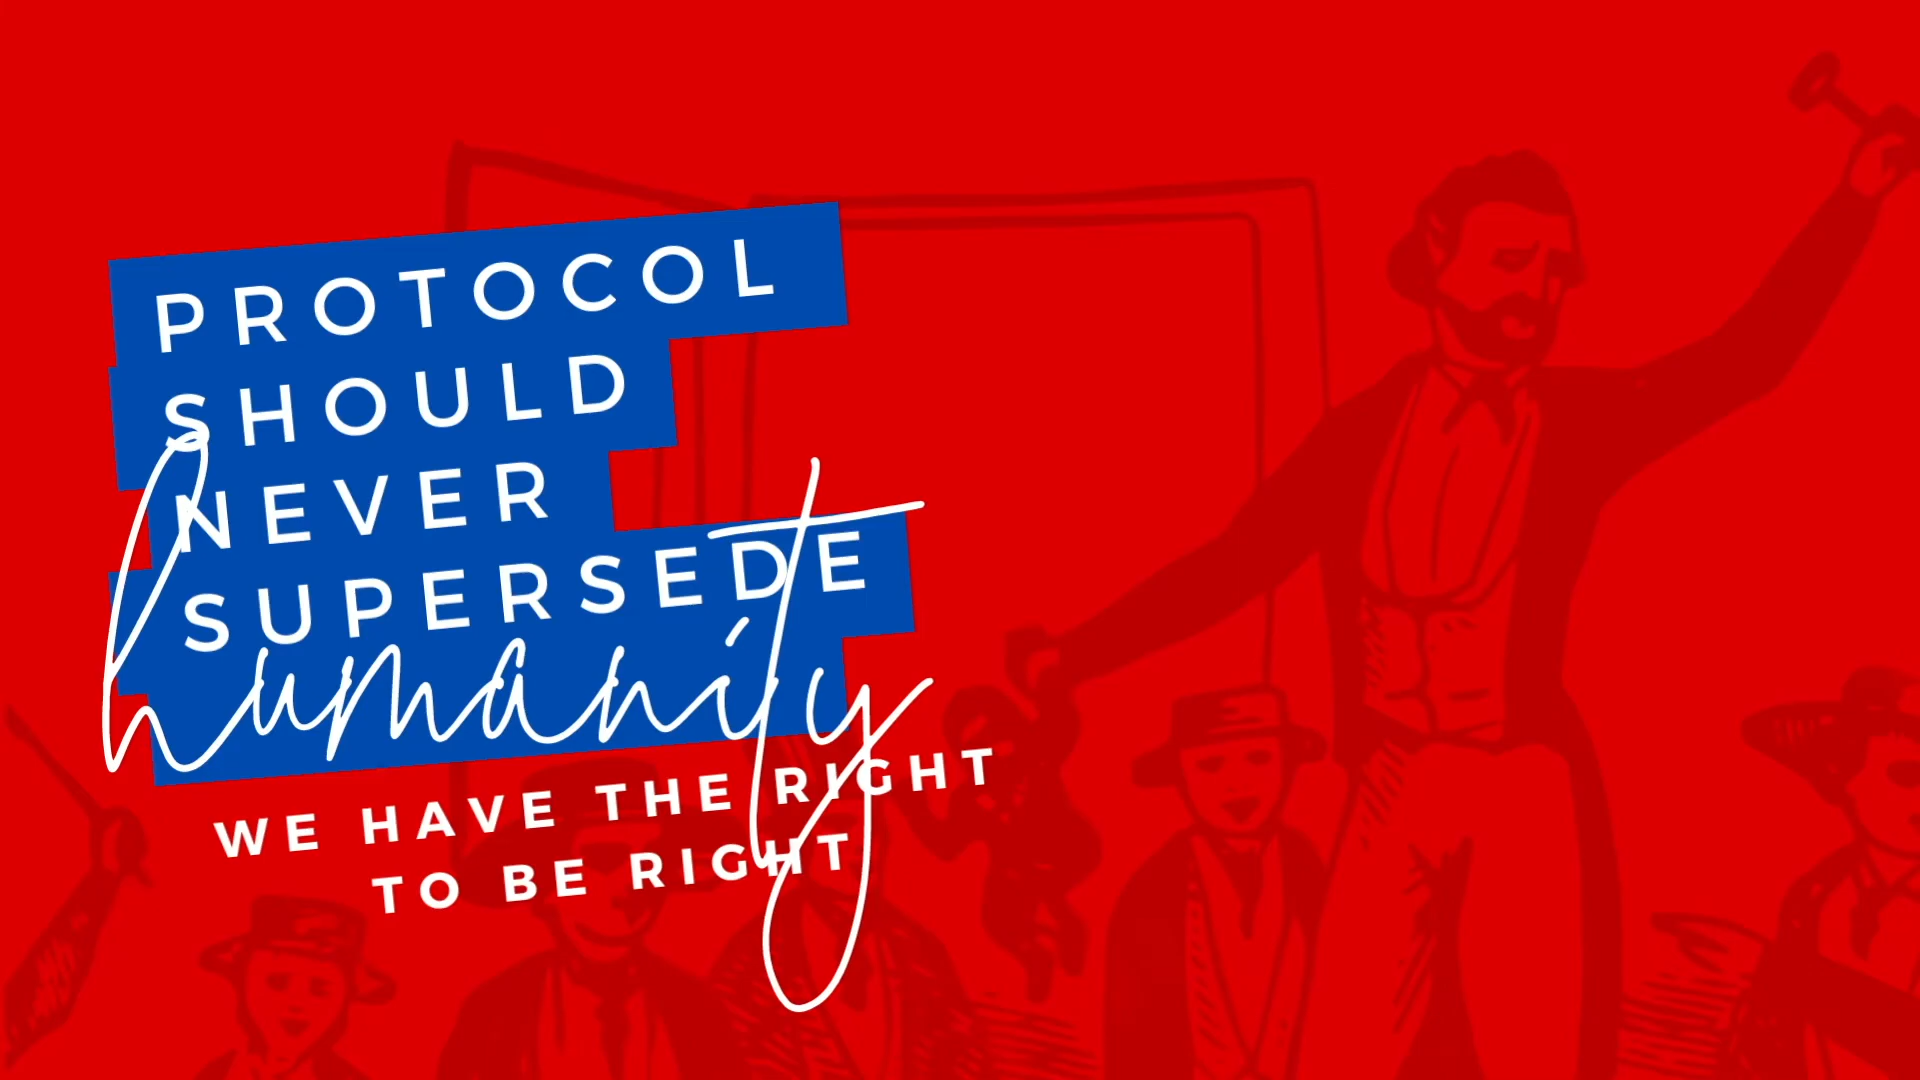 PROTOCOL
SHOULD
NEVER
SUPERSEDE
humanity
WE HAVE THE RIGHT
TO BE RIGHT